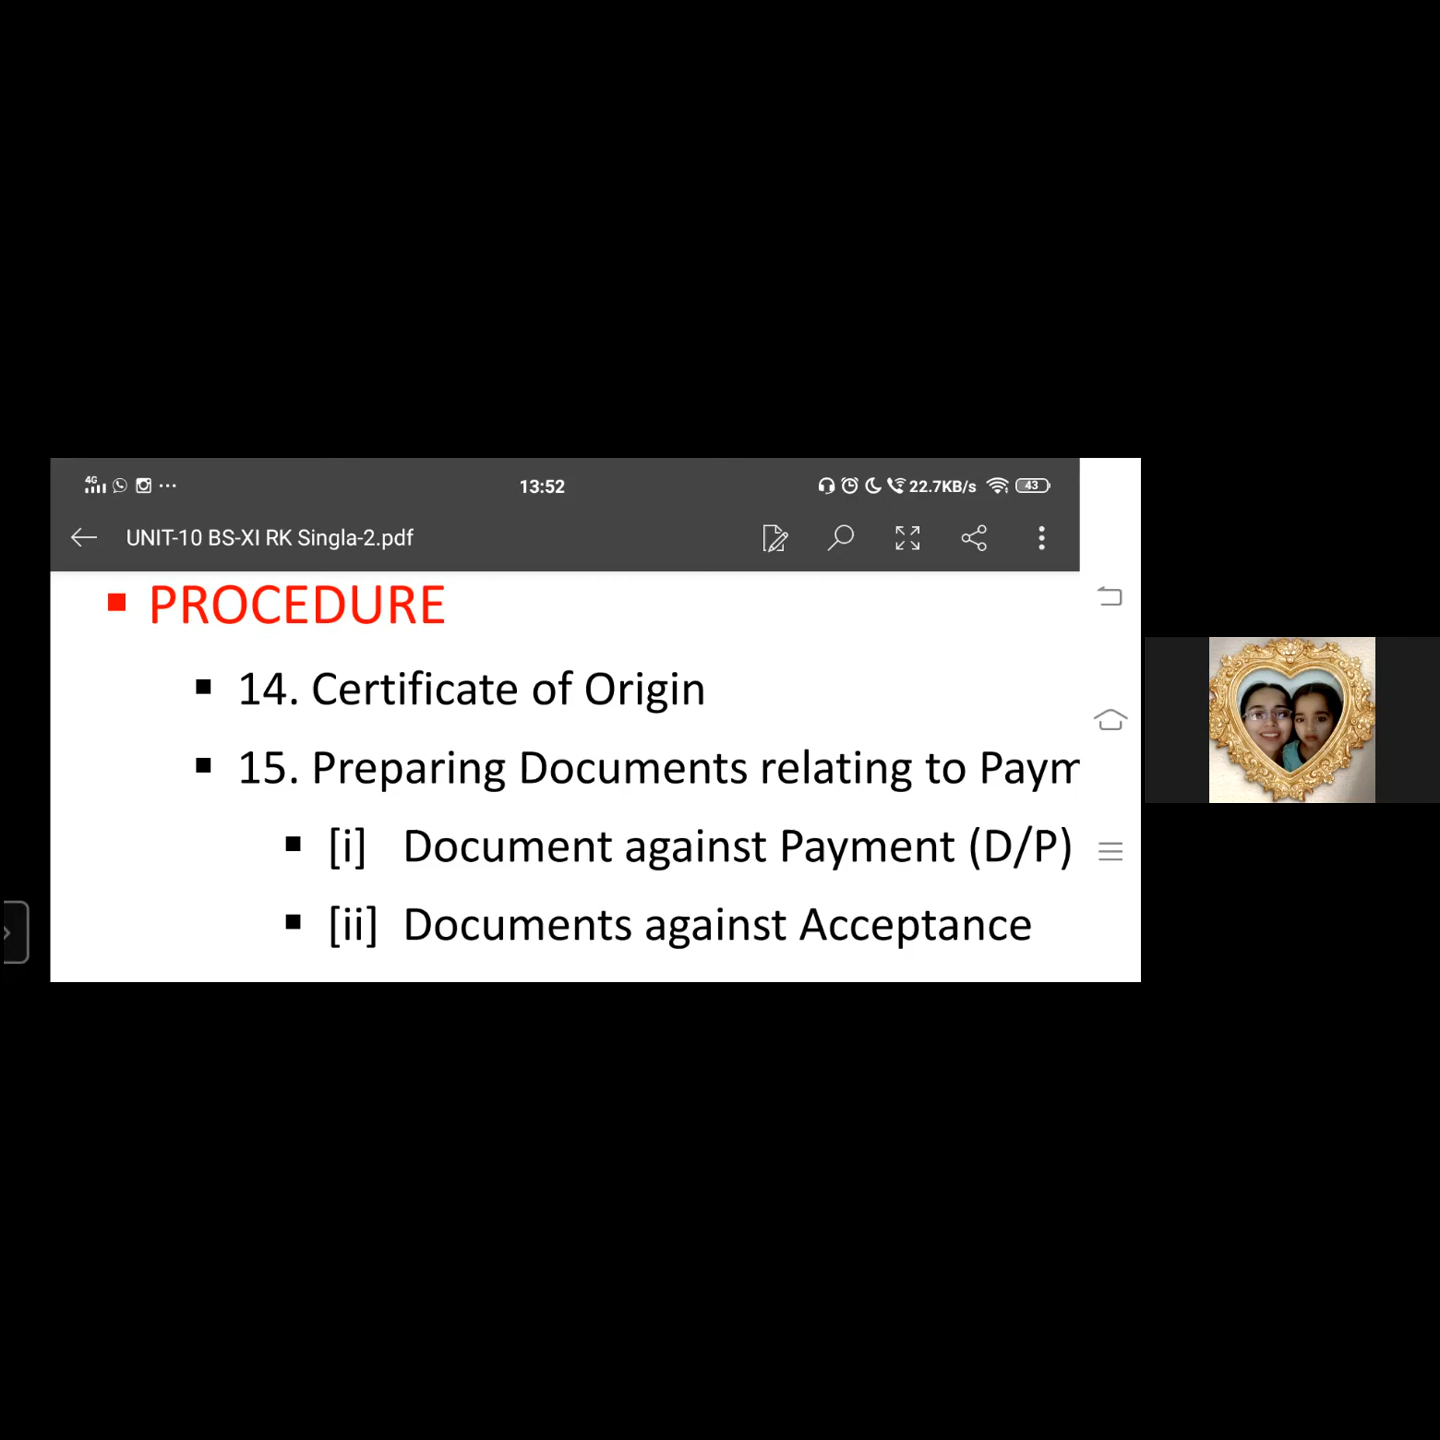 4G 13:52 22.7KB/s 43
UNIT-10 BS-XI RK Singla-2.pdf
▪ PROCEDURE
▪ 14. Certificate of Origin
▪ 15. Preparing Documents relating to Paym
▪ [i] Document against Payment (D/P)
▪ [ii] Documents against Acceptance